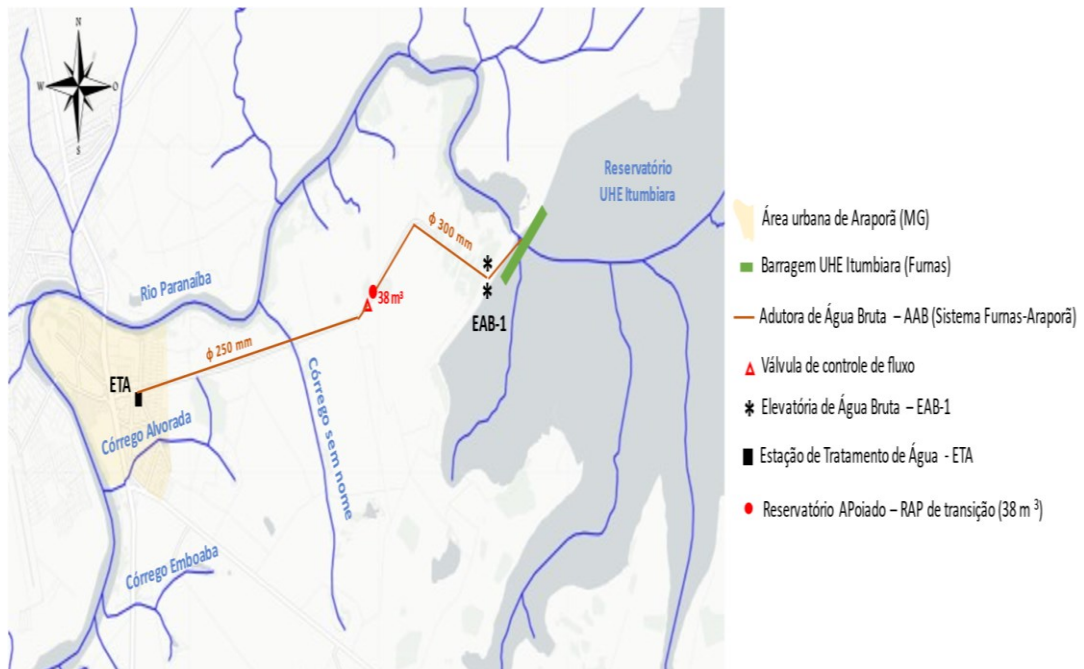 N
W
O
S
Reservatório
UHE Itumbiara
ϕ 300 mm
Rio Paranaíba
38 m³
EAB-1
ϕ 250 mm
ETA
Córrego Alvorada
Córrego sem nome
Córrego Emboaba
Área urbana de Araporã (MG)
Barragem UHE Itumbiara (Furnas)
Adutora de Água Bruta – AAB (Sistema Furnas-Araporã)
Válvula de controle de fluxo
Elevatória de Água Bruta – EAB-1
Estação de Tratamento de Água - ETA
Reservatório APoiado – RAP de transição (38 m ³)